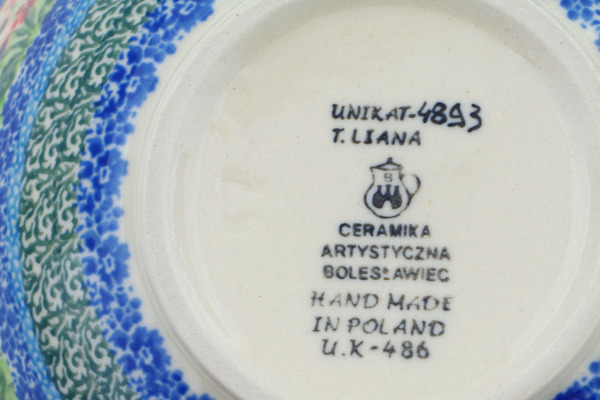 UNIKAT-4893
T. LIANA
B
CERAMIKA
ARTYSTYCZNA
BOLESŁAWIEC
HAND MADE
IN POLAND
U.K-486